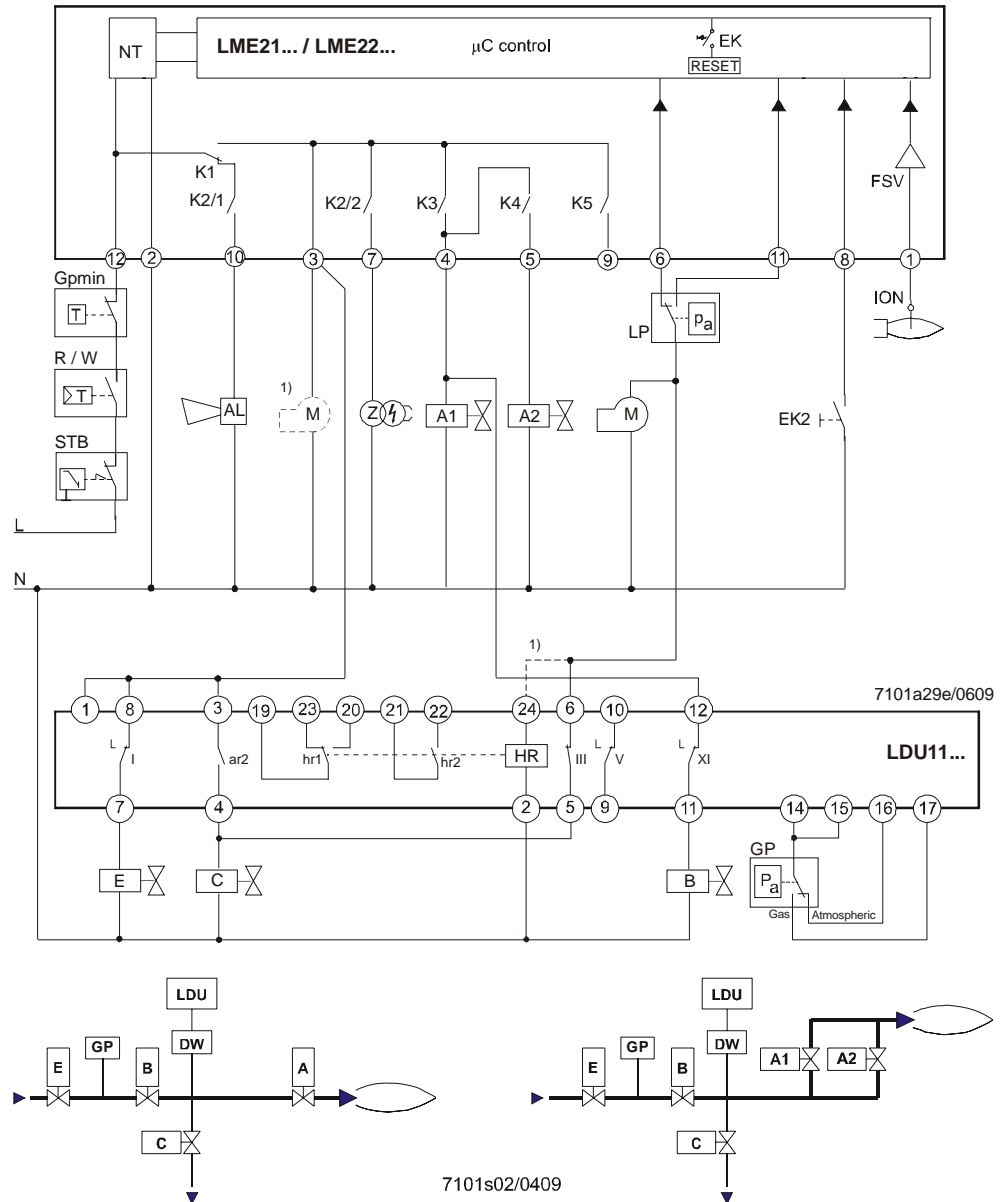 NT
LME21... / LME22...
µC control
EK
RESET
K1
K2/1
K2/2
K3
K4
K5
FSV
12 2 10 3 7 4 5 9 6 11 8 1
Gpmin
T
R / W
T
STB
L
N
AL
1)
M
Z
A1
A2
LP
pa
M
EK2
ION
1)
7101a29e/0609
1 8 3 19 23 20 21 22 24 6 10 12
LDU11...
L
I
ar2
hr1
hr2
HR
III
L
V
L
XI
7 4 2 5 9 11 14 15 16 17
E
C
B
GP
Pa
Gas
Atmospheric
LDU
DW
E
GP
B
A
C
LDU
DW
E
GP
B
A1
A2
C
7101s02/0409